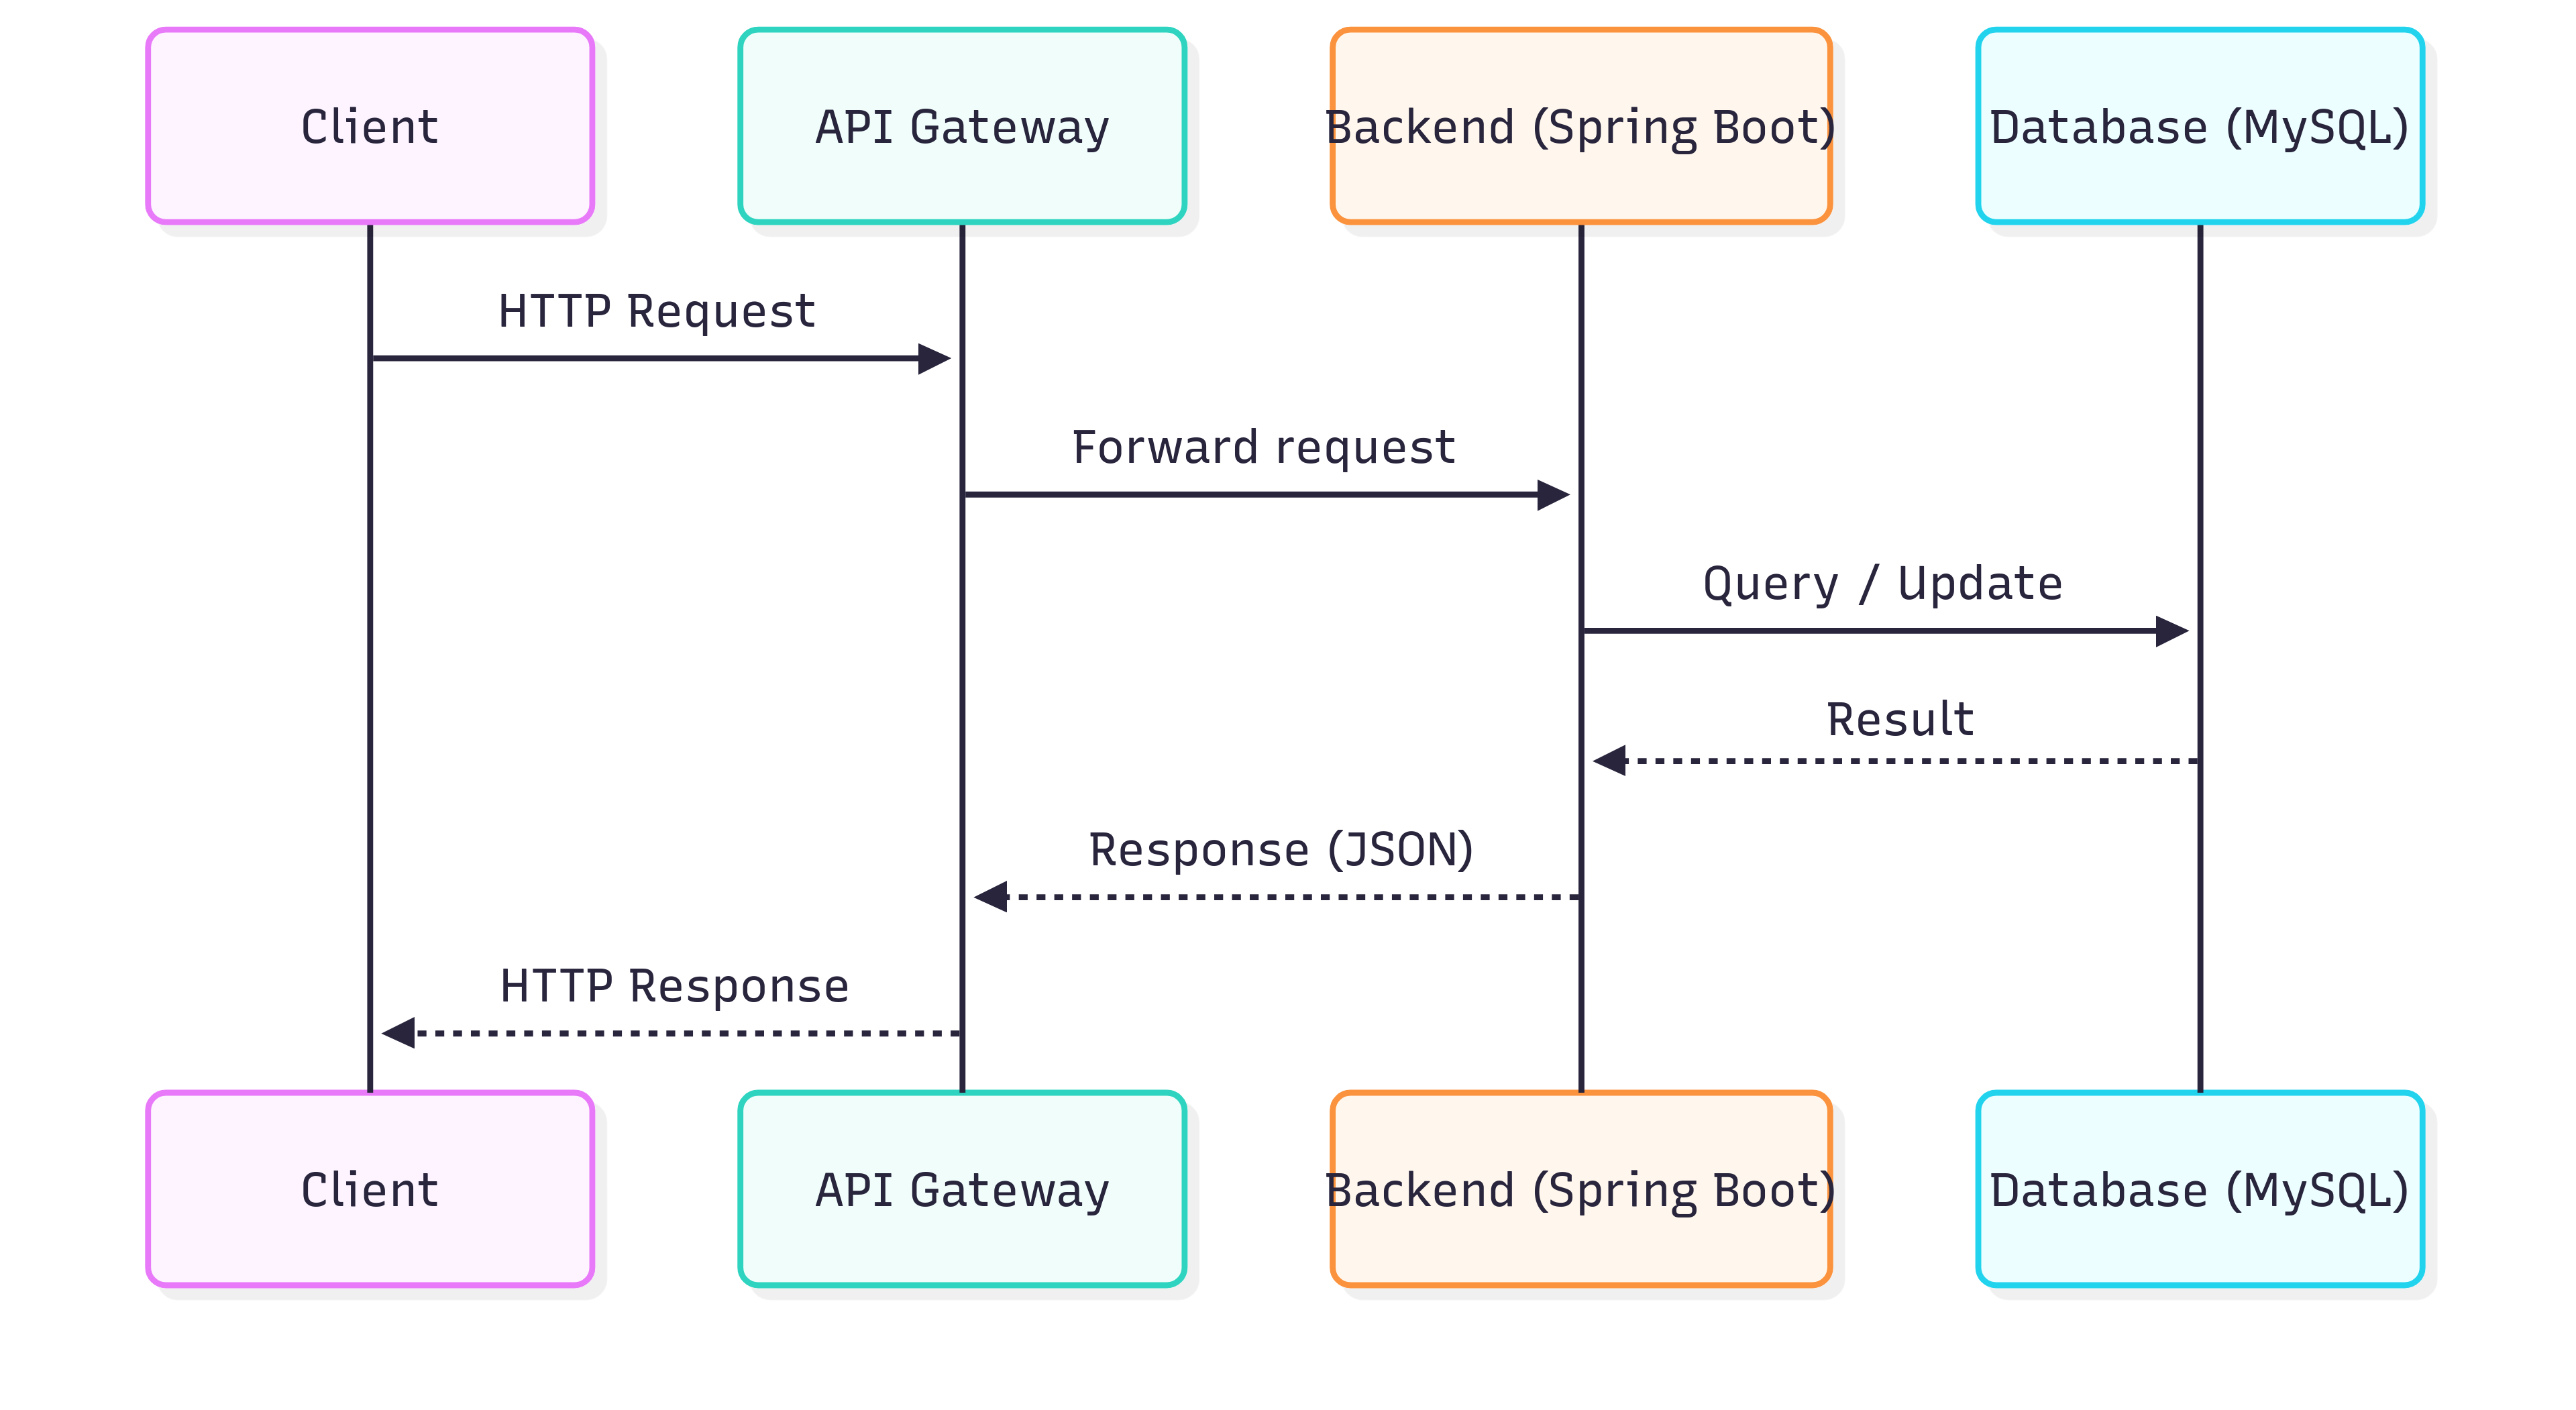 Client
API Gateway
Backend (Spring Boot)
Database (MySQL)
HTTP Request
Forward request
Query / Update
Result
Response (JSON)
HTTP Response
Client
API Gateway
Backend (Spring Boot)
Database (MySQL)